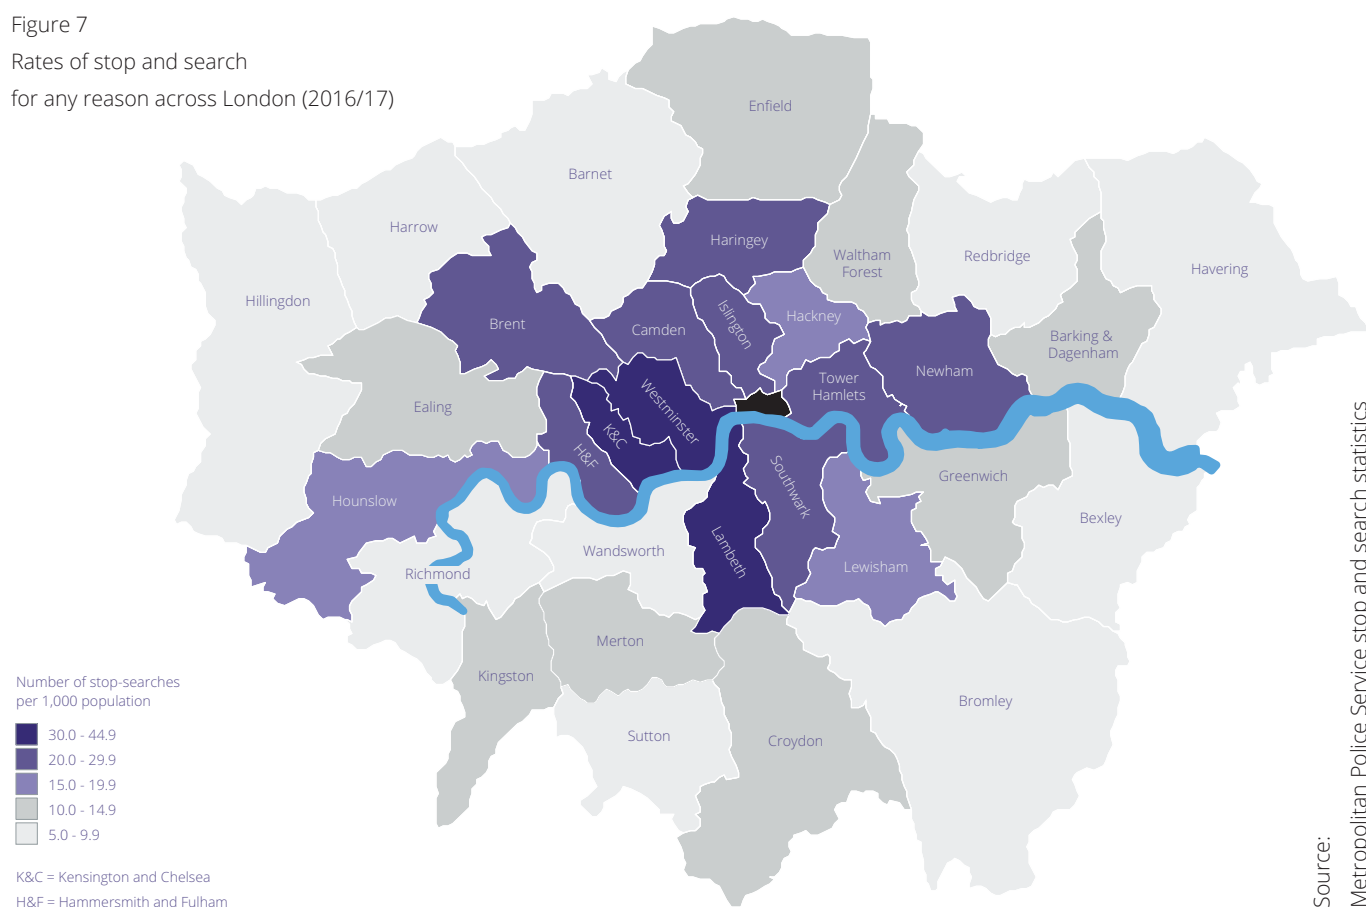 Figure 7
Rates of stop and search
for any reason across London (2016/17)
Enfield
Barnet
Harrow
Haringey
Waltham
Forest
Redbridge
Havering
Hillingdon
Brent
Camden
Islington
Hackney
Barking &
Dagenham
Newham
Tower
Hamlets
Ealing
Westminster
K&C
H&F
Southwark
Greenwich
Hounslow
Bexley
Lambeth
Wandsworth
Lewisham
Richmond
Merton
Kingston
Bromley
Sutton
Croydon
Number of stop-searches
per 1,000 population
30.0 - 44.9
20.0 - 29.9
15.0 - 19.9
10.0 - 14.9
5.0 - 9.9
K&C = Kensington and Chelsea
H&F = Hammersmith and Fulham
Source:
Metropolitan Police Service stop and search statistics